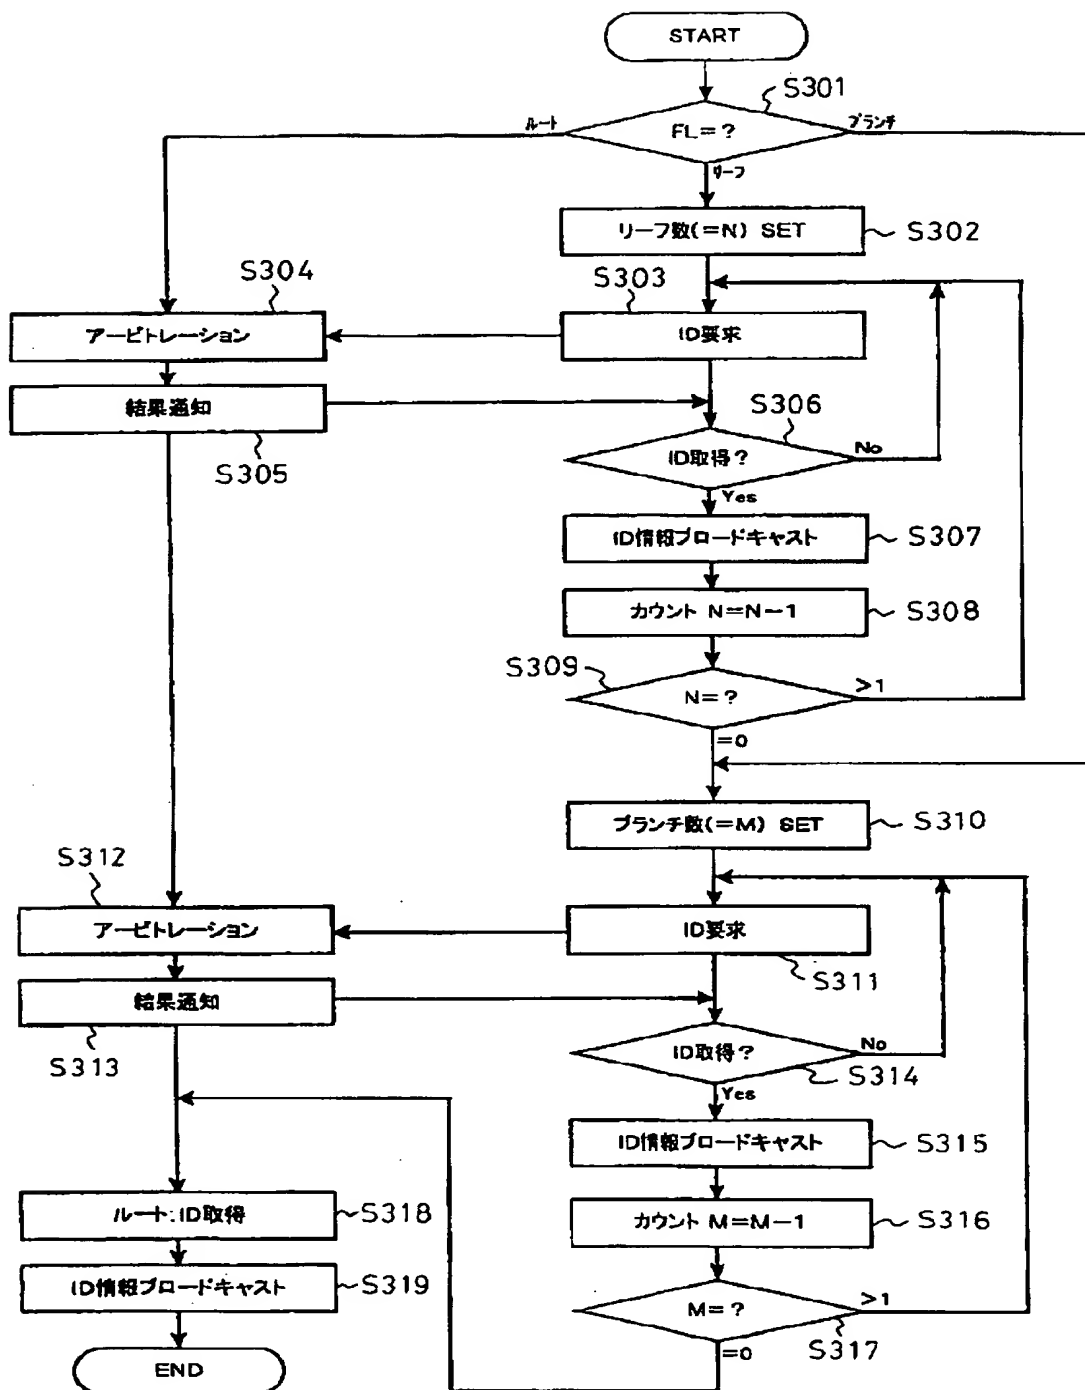 START
S301
FL=?
ルート
ブランチ
リーフ
リーフ数(=N) SET
S302
S304
S303
アービトレーション
ID要求
結果通知
S305
S306
ID取得?
No
Yes
ID情報ブロードキャスト
S307
カウント N=N-1
S308
S309
N=?
>1
=0
ブランチ数(=M) SET
S310
S312
アービトレーション
ID要求
S311
結果通知
S313
ID取得?
No
S314
Yes
ID情報ブロードキャスト
S315
ルート:ID取得
S318
カウント M=M-1
S316
ID情報ブロードキャスト
S319
M=?
>1
S317
=0
END